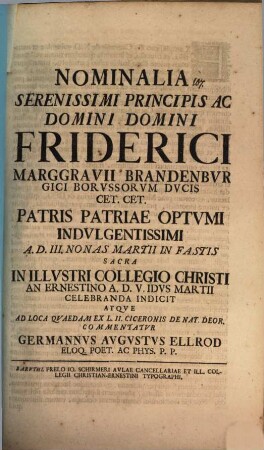 NOMINALIA
SERENISSIMI PRINCIPIS AC
DOMINI DOMINI
FRIDERICI
MARGGRAVII BRANDENBVR
GICI BORVSSORVM DVCIS
CET. CET.
PATRIS PATRIAE OPTVMI
INDVLGENTISSIMI
A. D. III. NONAS MARTII IN FASTIS
SACRA
IN ILLVSTRI COLLEGIO CHRISTI
AN ERNESTINO A. D. V. IDVS MARTII
CELEBRANDA INDICIT
ATQVE
AD LOCA QVAEDAM EX L. II. CICERONIS DE NAT. DEOR.
COMMENTATVR
GERMANNVS AVGVSTVS ELLROD
ELOQ. POET. AC PHYS. P. P.
BARVTHI, PRELO IO. SCHIRMERI AVLAE CANCELLARIAE ET ILL. COL-
LEGII CHRISTIAN-ERNESTINI TYPOGRAPHI.